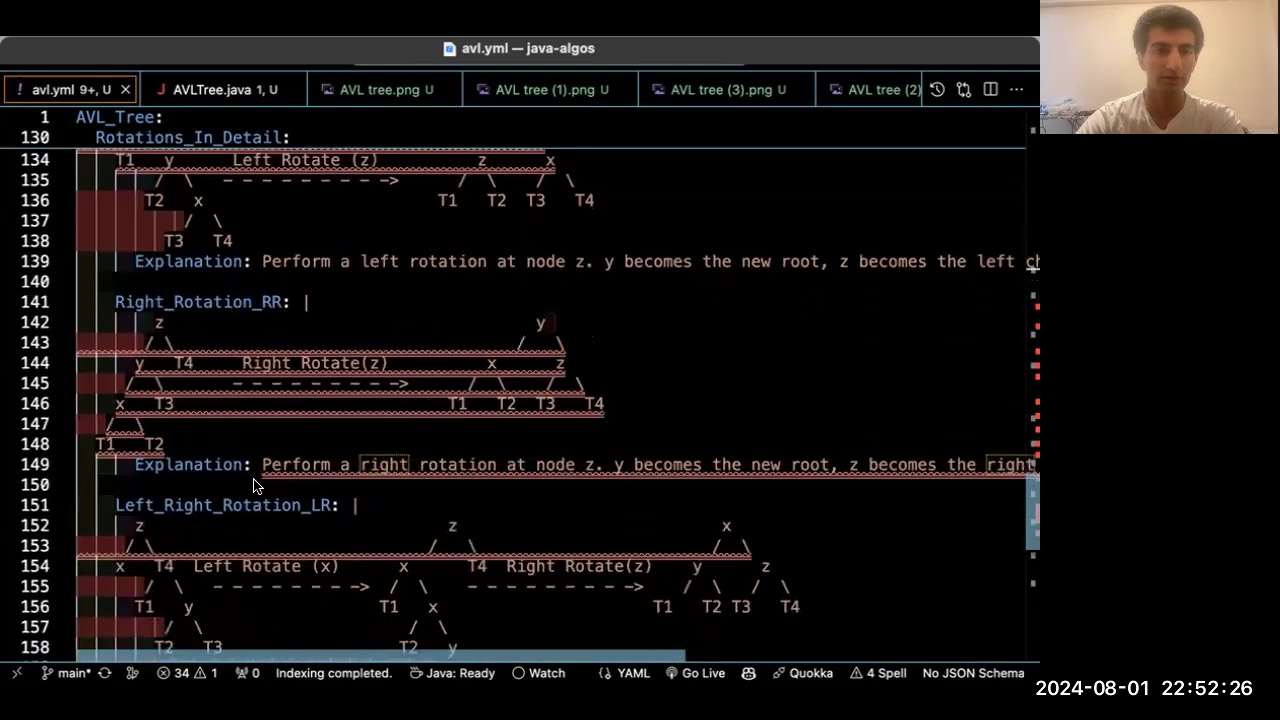 avl.yml — java-algos
! avl.yml 9+, U × J AVLTree.java 1, U AVL tree.png U AVL tree (1).png U AVL tree (3).png U AVL tree (2) ...
1 AVL_Tree:
130 Rotations_In_Detail:
134 T1 y Left Rotate (z) z x
135 / \ - - - - - - - - - -> / \ / \
136 T2 x T1 T2 T3 T4
137 / \
138 T3 T4
139 Explanation: Perform a left rotation at node z. y becomes the new root, z becomes the left ch
140
141 Right_Rotation_RR: |
142 z y
143 / \ / \
144 y T4 Right Rotate(z) x z
145 / \ - - - - - - - - - -> / \ / \
146 x T3 T1 T2 T3 T4
147 / \
148 T1 T2
149 Explanation: Perform a right rotation at node z. y becomes the new root, z becomes the right
150
151 Left_Right_Rotation_LR: |
152 z z x
153 / \ / \ / \
154 x T4 Left Rotate (x) x T4 Right Rotate(z) y z
155 / \ - - - - - - - - -> / \ - - - - - - - - -> / \ / \
156 T1 y T1 x T1 T2 T3 T4
157 / \ / \
158 T2 T3 T2 y
main* 34 1 0 Indexing completed. Java: Ready Watch {} YAML Go Live Quokka 4 Spell No JSON Schema
2024-08-01 22:52:26